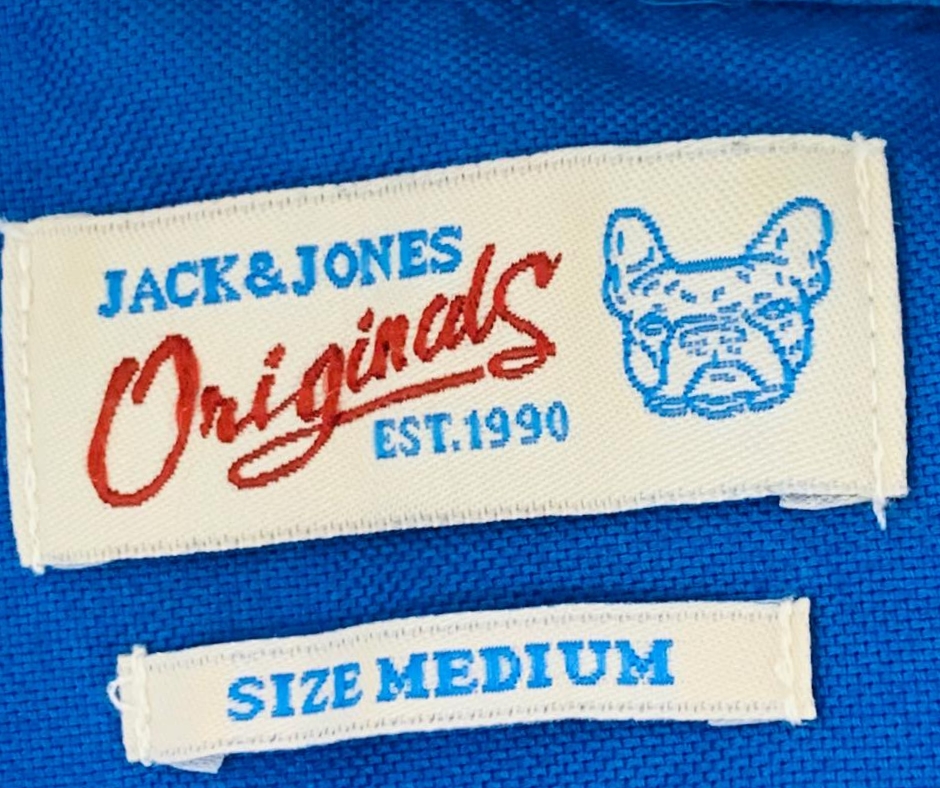 JACK&JONES
Originals
EST.1990
SIZE MEDIUM